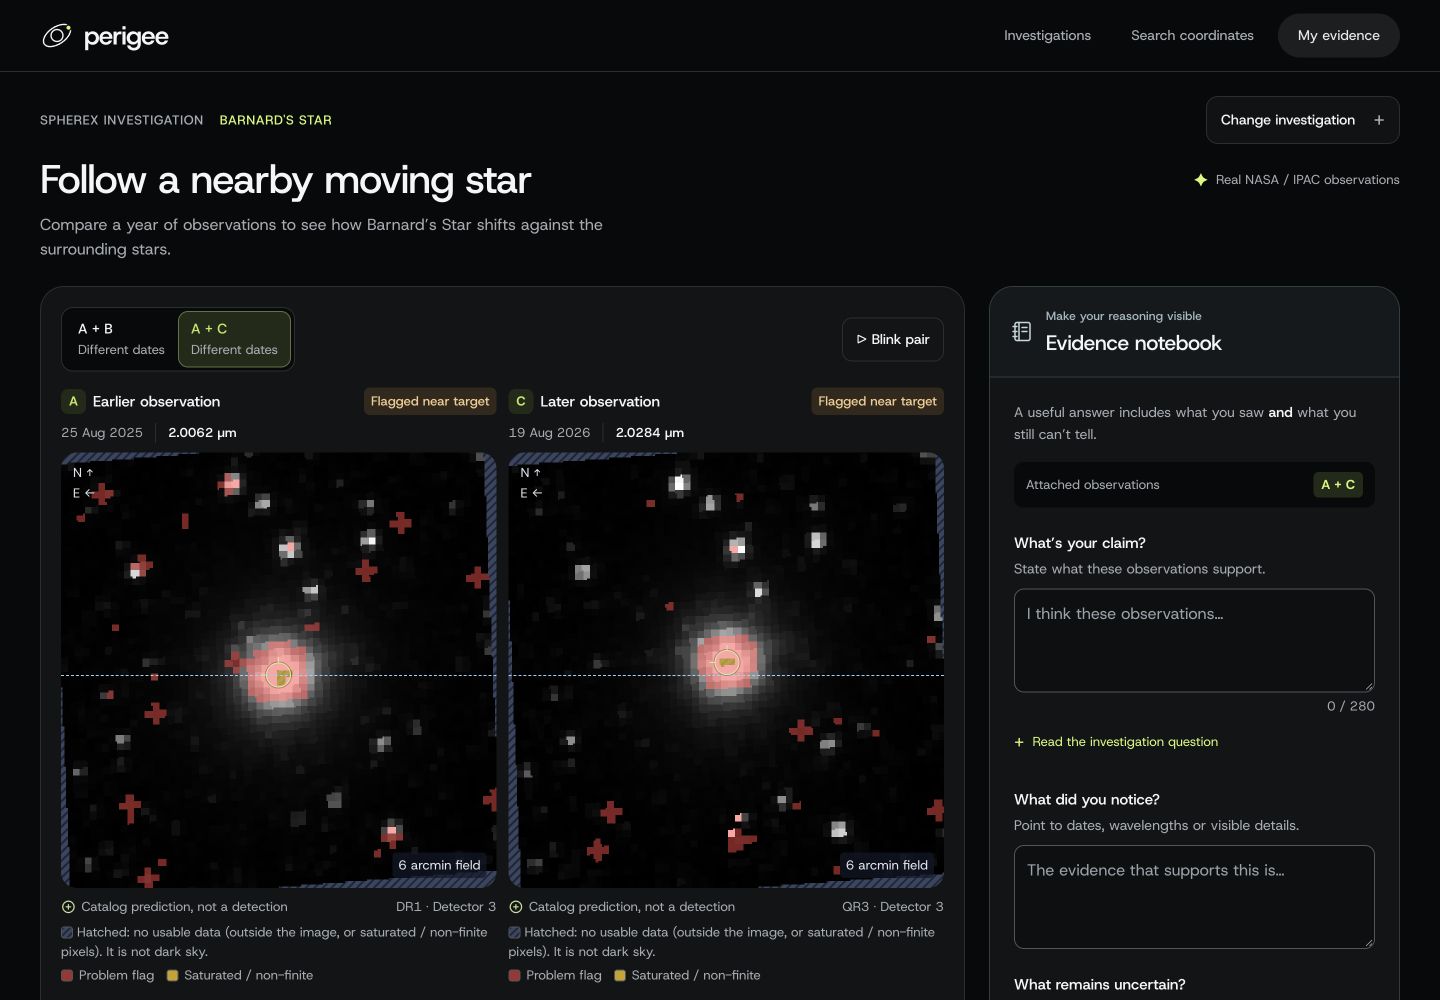 perigee
Investigations
Search coordinates
My evidence
SPHEREX INVESTIGATION BARNARD'S STAR
Change investigation +
Follow a nearby moving star
Real NASA / IPAC observations
Compare a year of observations to see how Barnard's Star shifts against the
surrounding stars.
A + B
Different dates
A + C
Different dates
Blink pair
A Earlier observation
Flagged near target
25 Aug 2025 2.0062 µm
N ↑
E ←
6 arcmin field
Catalog prediction, not a detection
DR1 · Detector 3
Hatched: no usable data (outside the image, or saturated / non-finite
pixels). It is not dark sky.
Problem flag
Saturated / non-finite
C Later observation
Flagged near target
19 Aug 2026 2.0284 µm
N ↑
E ←
6 arcmin field
Catalog prediction, not a detection
QR3 · Detector 3
Hatched: no usable data (outside the image, or saturated / non-finite
pixels). It is not dark sky.
Problem flag
Saturated / non-finite
Make your reasoning visible
Evidence notebook
A useful answer includes what you saw and what you
still can't tell.
Attached observations
A + C
What's your claim?
State what these observations support.
I think these observations…
0 / 280
+ Read the investigation question
What did you notice?
Point to dates, wavelengths or visible details.
The evidence that supports this is…
What remains uncertain?